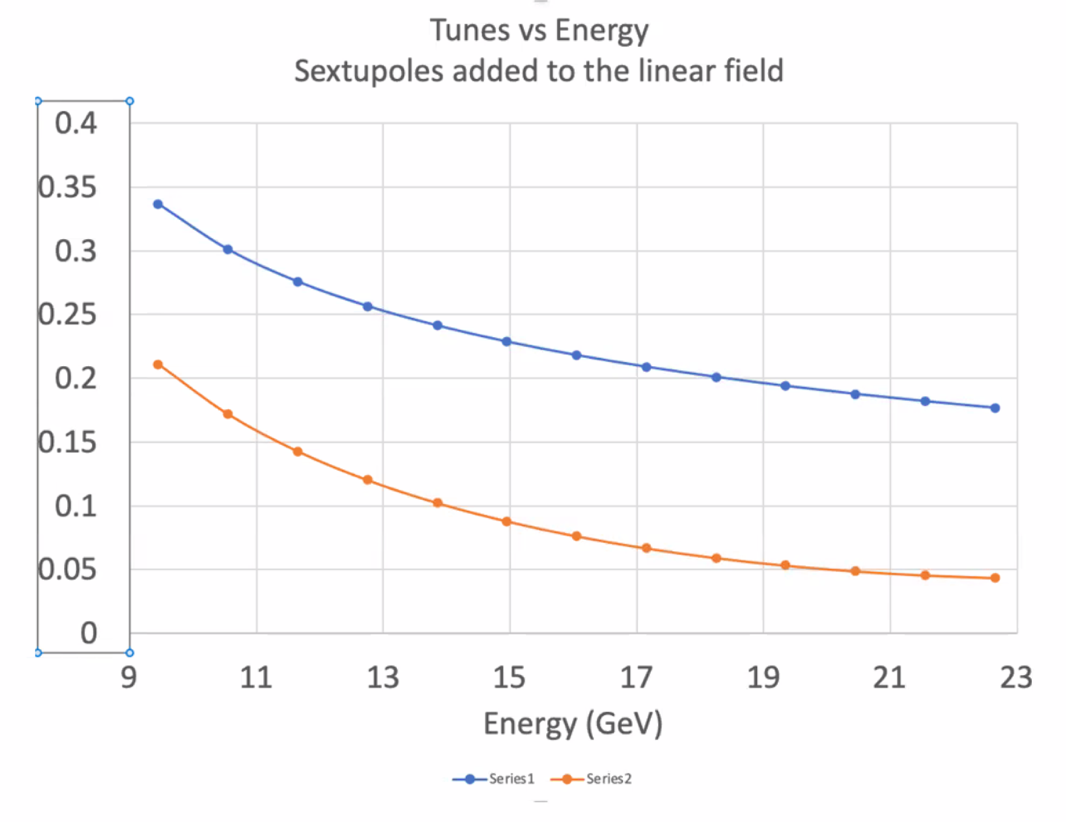 Tunes vs Energy
Sextupoles added to the linear field
0.4
0.35
0.3
0.25
0.2
0.15
0.1
0.05
0
9 11 13 15 17 19 21 23
Energy (GeV)
Series1 Series2